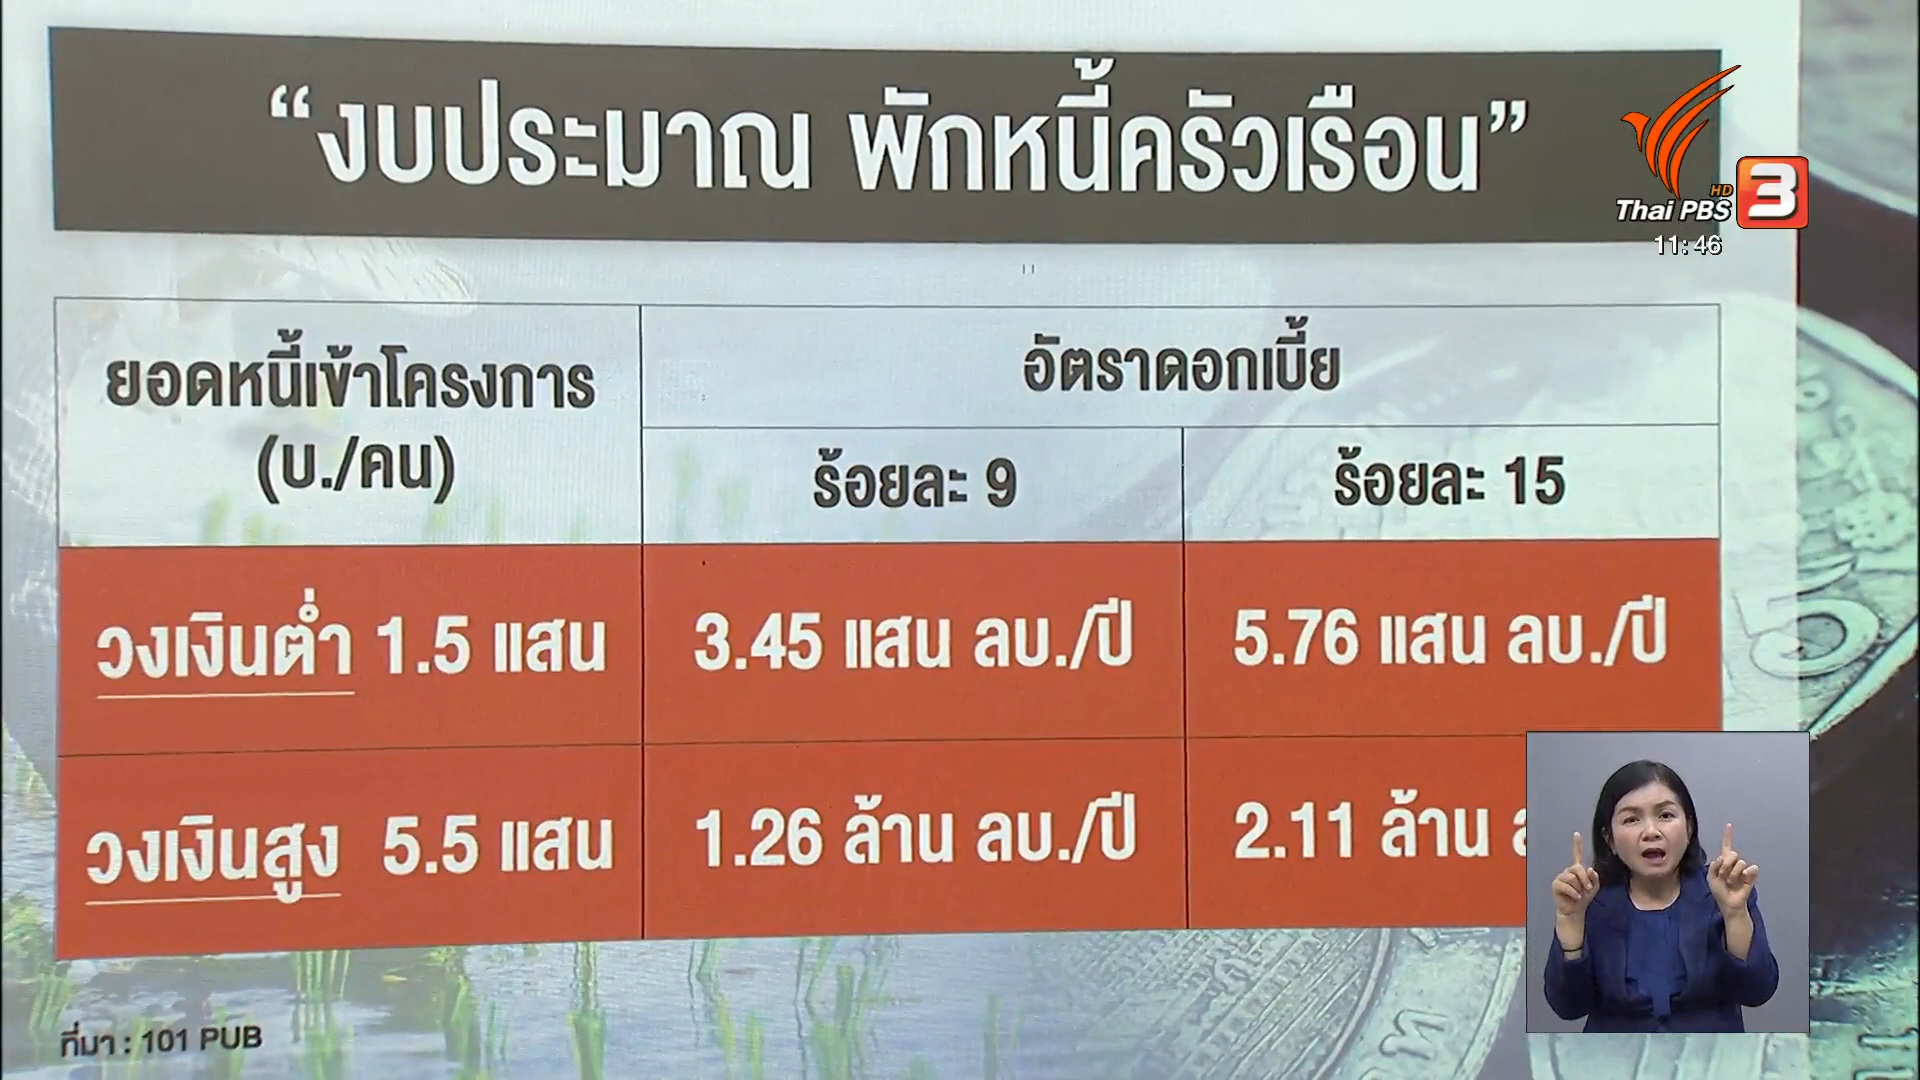 “งบประมาณ พักหนี้ครัวเรือน”
Thai PBS HD 3
11:46
ยอดหนี้เข้าโครงการ
(บ./คน)
อัตราดอกเบี้ย
ร้อยละ 9
ร้อยละ 15
วงเงินต่ำ 1.5 แสน
3.45 แสน ลบ./ปี
5.76 แสน ลบ./ปี
วงเงินสูง 5.5 แสน
1.26 ล้าน ลบ./ปี
2.11 ล้าน
ที่มา : 101 PUB